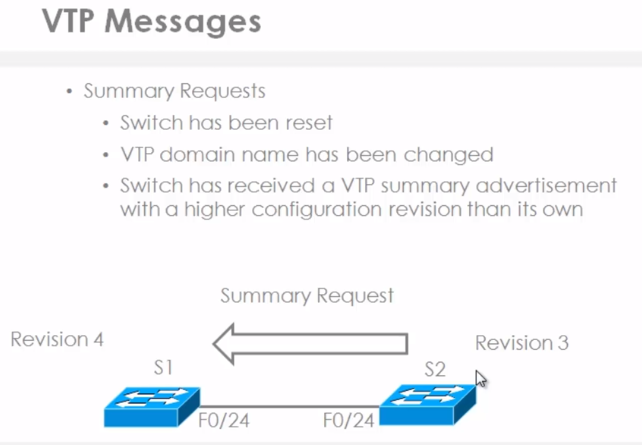 VTP Messages
• Summary Requests
• Switch has been reset
• VTP domain name has been changed
• Switch has received a VTP summary advertisement
with a higher configuration revision than its own
Summary Request
Revision 4
Revision 3
S1
S2
F0/24
F0/24